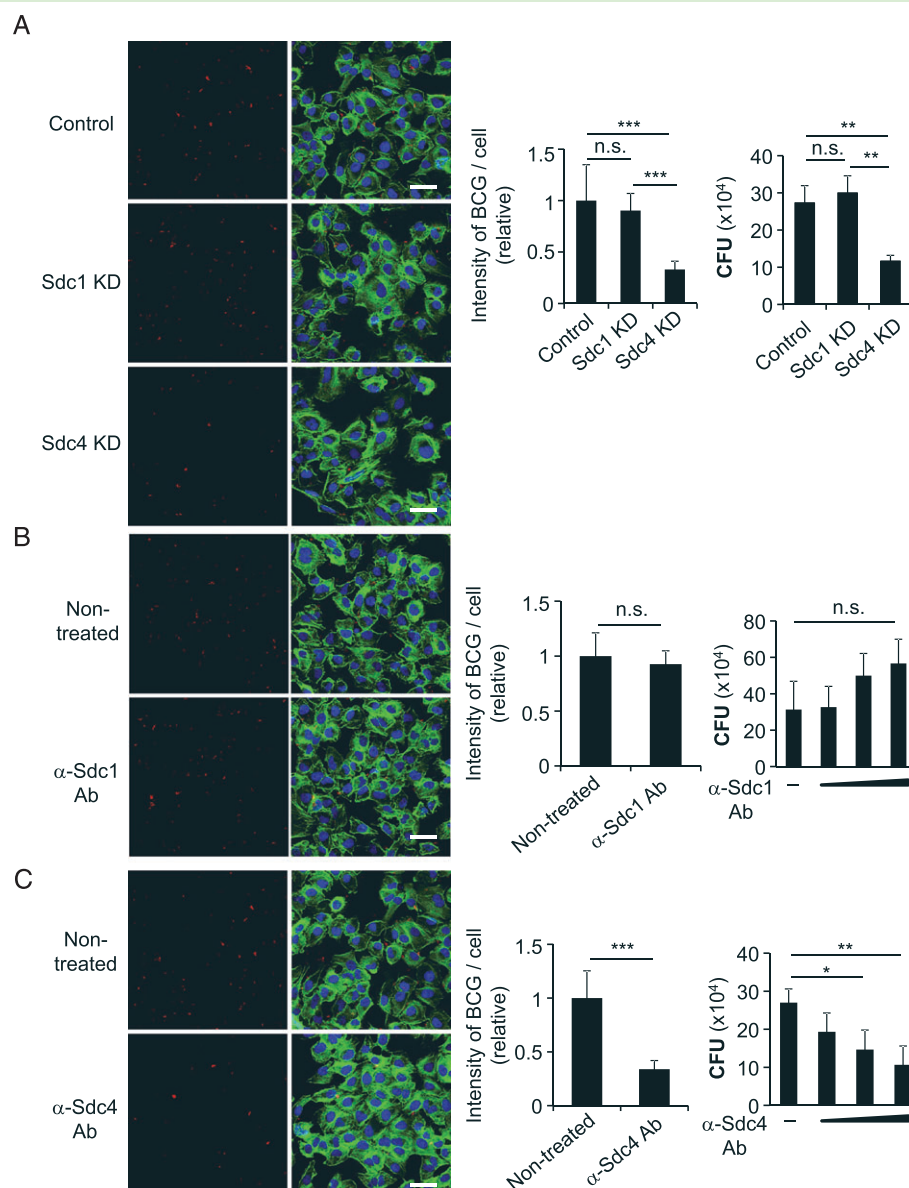 A
Control
Sdc1 KD
Sdc4 KD
Intensity of BCG / cell
(relative)
1.5
1
0.5
0
***
n.s.
***
Control
Sdc1 KD
Sdc4 KD
CFU (x10⁴)
40
30
20
10
0
**
n.s.
**
Control
Sdc1 KD
Sdc4 KD
B
Non-
treated
α-Sdc1
Ab
Intensity of BCG / cell
(relative)
1.5
1
0.5
0
n.s.
Non-treated
α-Sdc1 Ab
CFU (x10⁴)
80
60
40
20
0
n.s.
α-Sdc1
Ab
–
C
Non-
treated
α-Sdc4
Ab
Intensity of BCG / cell
(relative)
1.5
1
0.5
0
***
Non-treated
α-Sdc4 Ab
CFU (x10⁴)
40
30
20
10
0
**
*
α-Sdc4
Ab
–